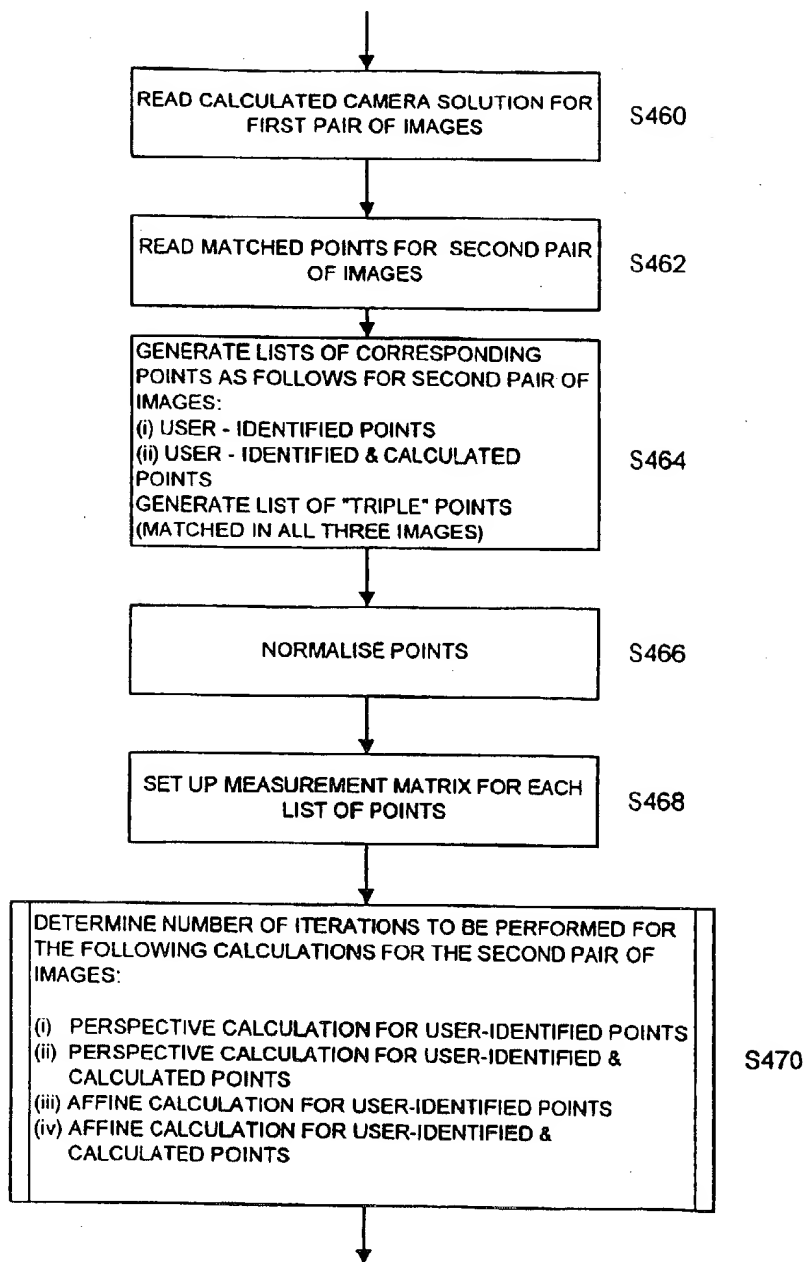 READ CALCULATED CAMERA SOLUTION FOR
FIRST PAIR OF IMAGES
S460
READ MATCHED POINTS FOR SECOND PAIR
OF IMAGES
S462
GENERATE LISTS OF CORRESPONDING
POINTS AS FOLLOWS FOR SECOND PAIR OF
IMAGES:
(i) USER - IDENTIFIED POINTS
(ii) USER - IDENTIFIED & CALCULATED
POINTS
GENERATE LIST OF "TRIPLE" POINTS
(MATCHED IN ALL THREE IMAGES)
S464
NORMALISE POINTS
S466
SET UP MEASUREMENT MATRIX FOR EACH
LIST OF POINTS
S468
DETERMINE NUMBER OF ITERATIONS TO BE PERFORMED FOR
THE FOLLOWING CALCULATIONS FOR THE SECOND PAIR OF
IMAGES:
(i) PERSPECTIVE CALCULATION FOR USER-IDENTIFIED POINTS
(ii) PERSPECTIVE CALCULATION FOR USER-IDENTIFIED &
CALCULATED POINTS
(iii) AFFINE CALCULATION FOR USER-IDENTIFIED POINTS
(iv) AFFINE CALCULATION FOR USER-IDENTIFIED &
CALCULATED POINTS
S470